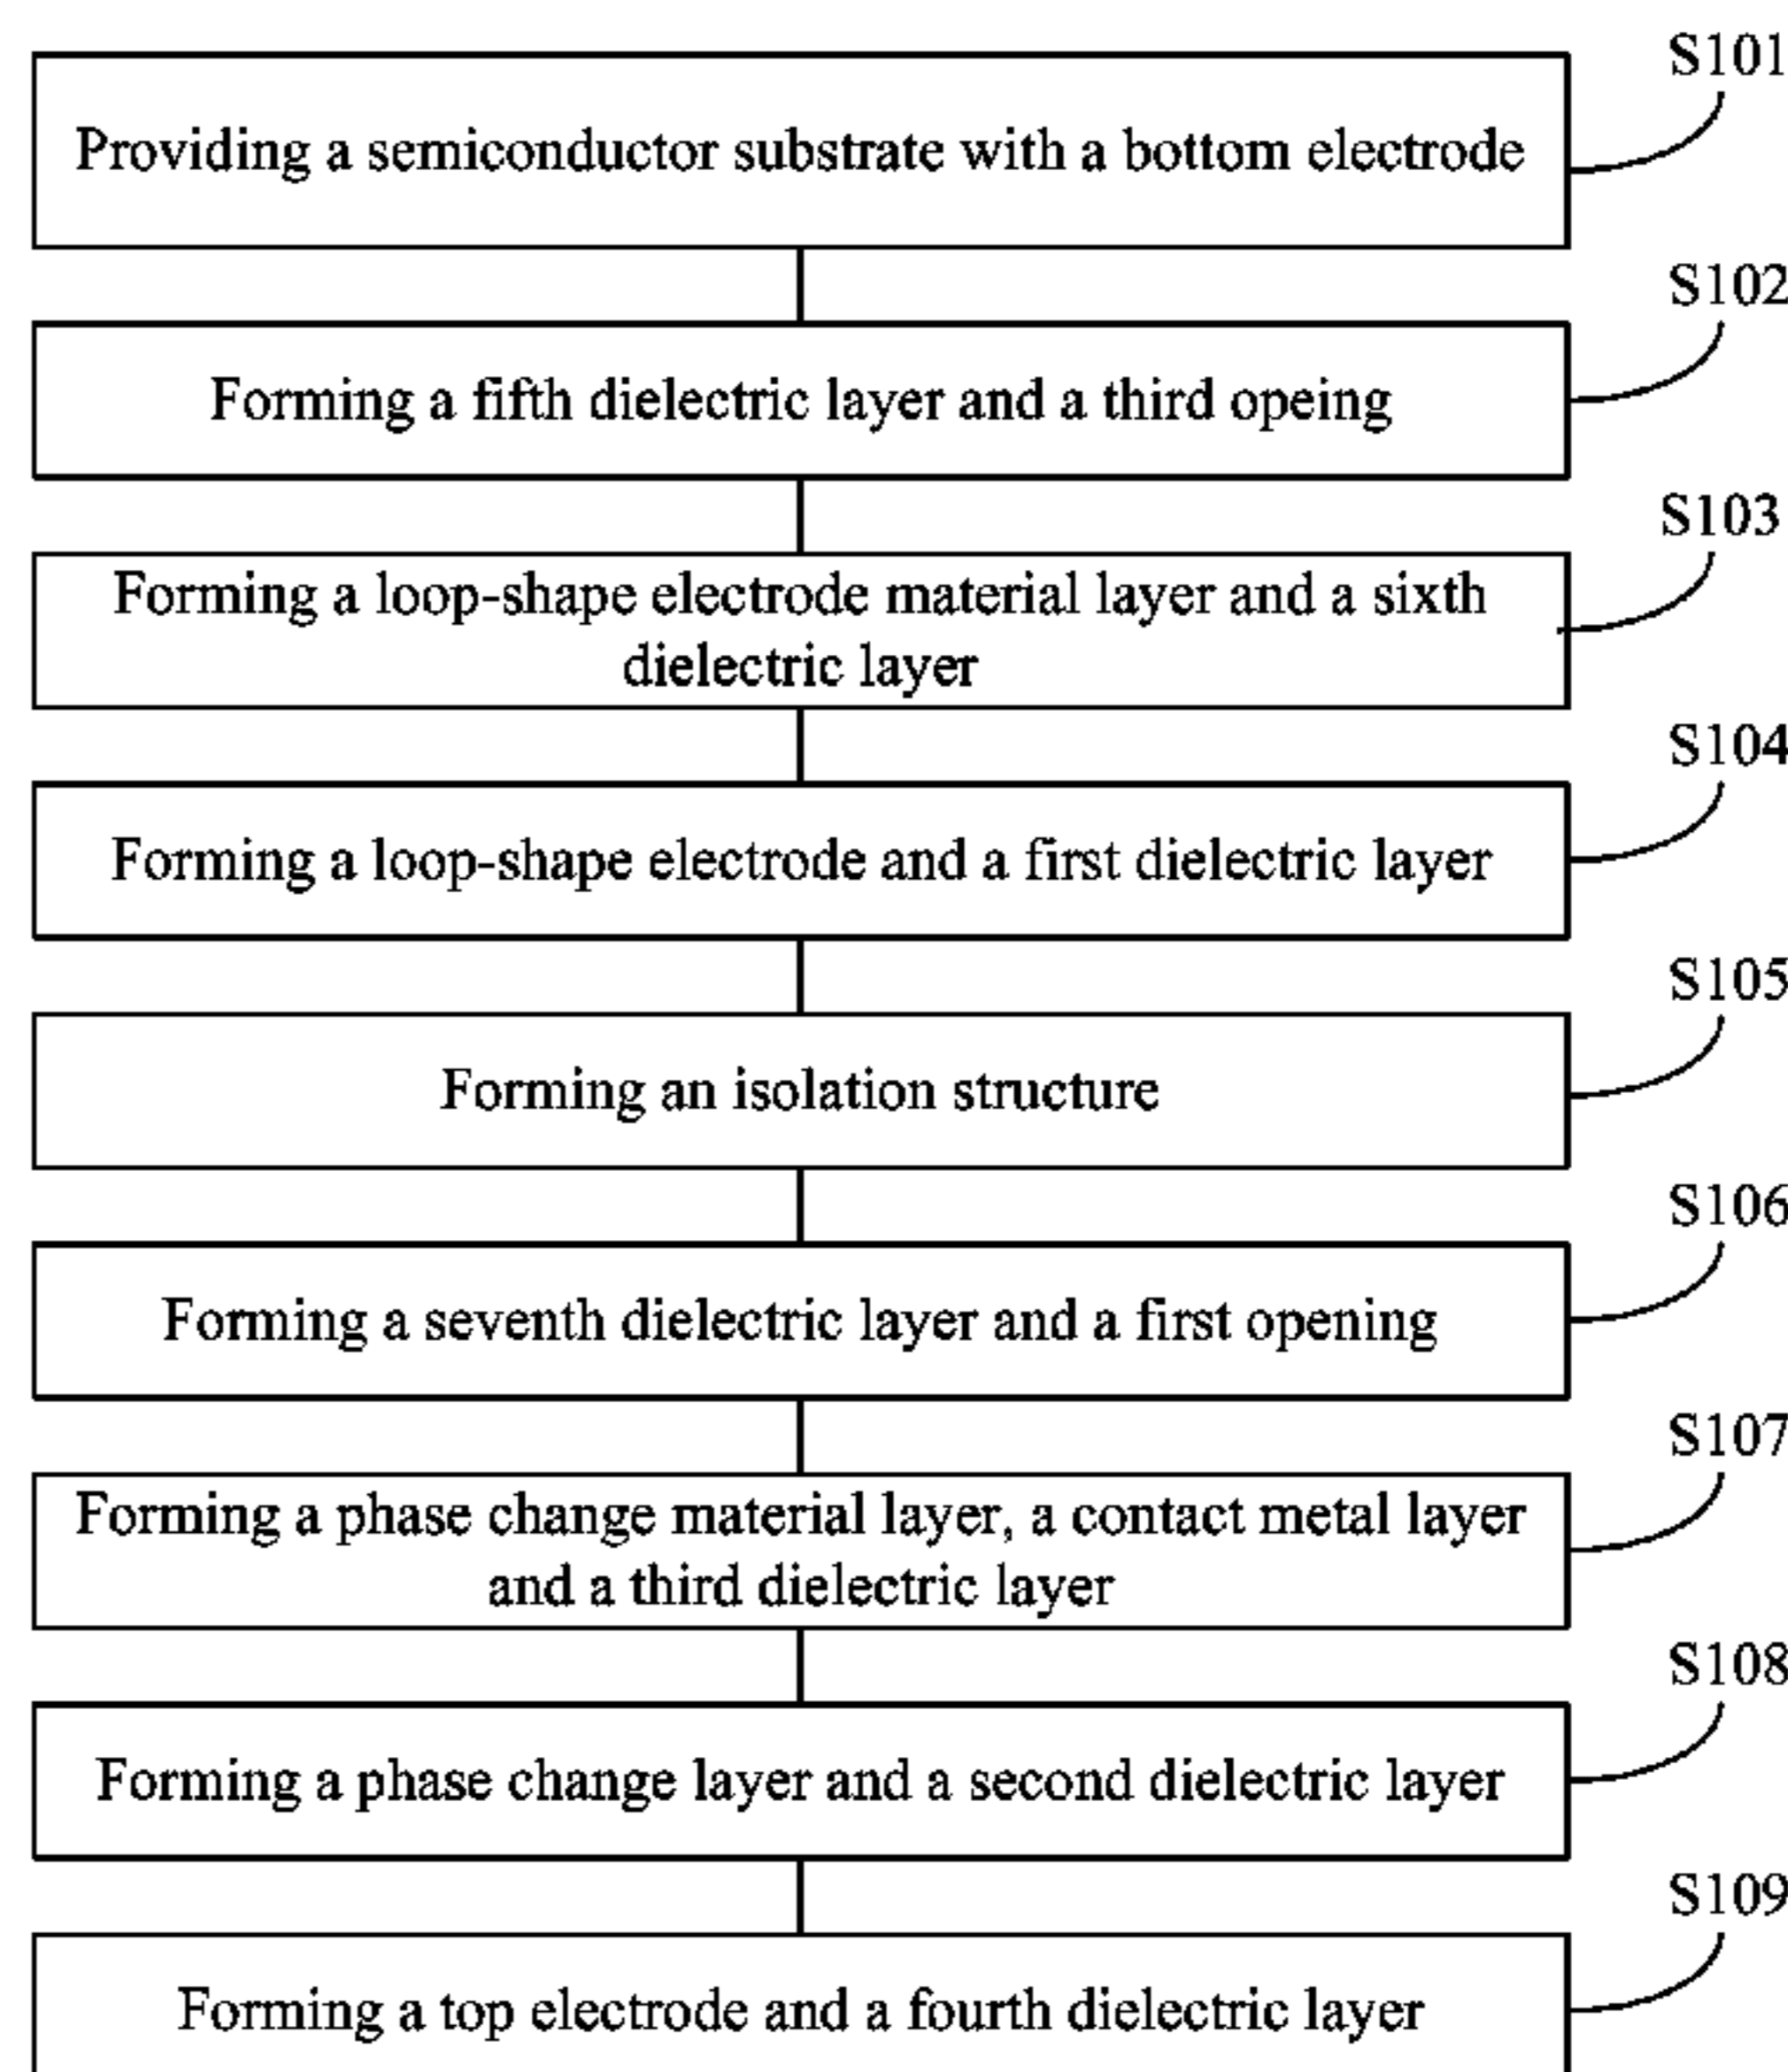 S101
Providing a semiconductor substrate with a bottom electrode
S102
Forming a fifth dielectric layer and a third opeing
S103
Forming a loop-shape electrode material layer and a sixth
dielectric layer
S104
Forming a loop-shape electrode and a first dielectric layer
S105
Forming an isolation structure
S106
Forming a seventh dielectric layer and a first opening
S107
Forming a phase change material layer, a contact metal layer
and a third dielectric layer
S108
Forming a phase change layer and a second dielectric layer
S109
Forming a top electrode and a fourth dielectric layer